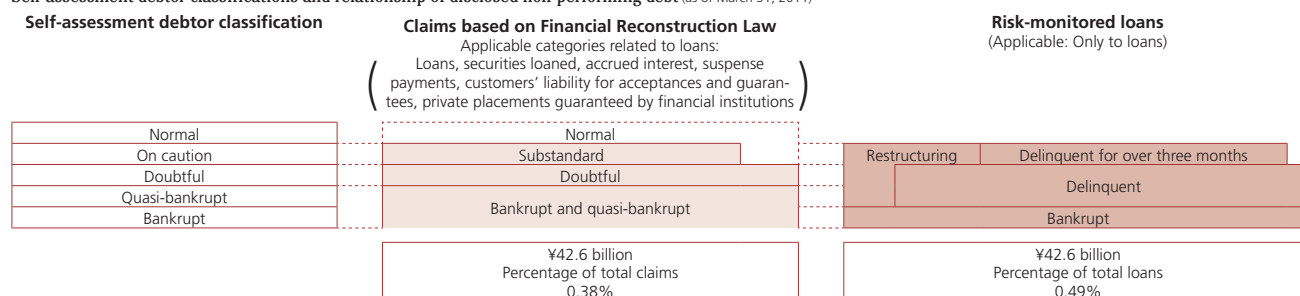 Self-assessment debtor classifications and relationship of disclosed non-performing debt (as of March 31, 2011)
Self-assessment debtor classification
Claims based on Financial Reconstruction Law
Applicable categories related to loans:
Loans, securities loaned, accrued interest, suspense
payments, customers’ liability for acceptances and guaran-
tees, private placements guaranteed by financial institutions
Risk-monitored loans
(Applicable: Only to loans)
Normal
On caution
Doubtful
Quasi-bankrupt
Bankrupt
Normal
Substandard
Doubtful
Bankrupt and quasi-bankrupt
Restructuring
Delinquent for over three months
Delinquent
Bankrupt
¥42.6 billion
Percentage of total claims
0.38%
¥42.6 billion
Percentage of total loans
0.49%